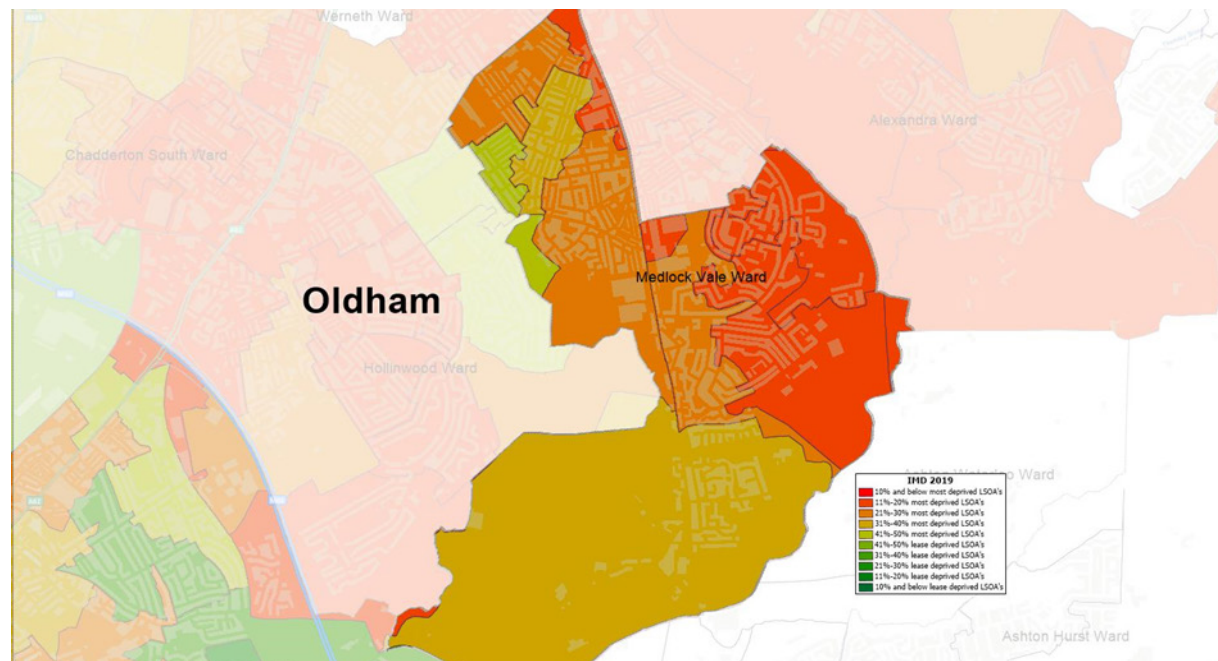 Werneth Ward
Alexandra Ward
Chadderton South Ward
Medlock Vale Ward
Oldham
Hollinwood Ward
Ashton Waterloo Ward
IMD 2019
10% and below most deprived LSOA's
11%-20% most deprived LSOA's
21%-30% most deprived LSOA's
31%-40% most deprived LSOA's
41%-50% most deprived LSOA's
41%-50% lease deprived LSOA's
31%-40% lease deprived LSOA's
21%-30% lease deprived LSOA's
11%-20% lease deprived LSOA's
10% and below lease deprived LSOA's
Ashton Hurst Ward